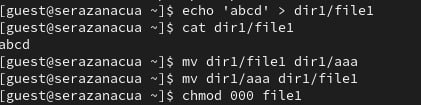 [guest@serazanacua ~]$ echo 'abcd' > dir1/file1
[guest@serazanacua ~]$ cat dir1/file1
abcd
[guest@serazanacua ~]$ mv dir1/file1 dir1/aaa
[guest@serazanacua ~]$ mv dir1/aaa dir1/file1
[guest@serazanacua ~]$ chmod 000 file1